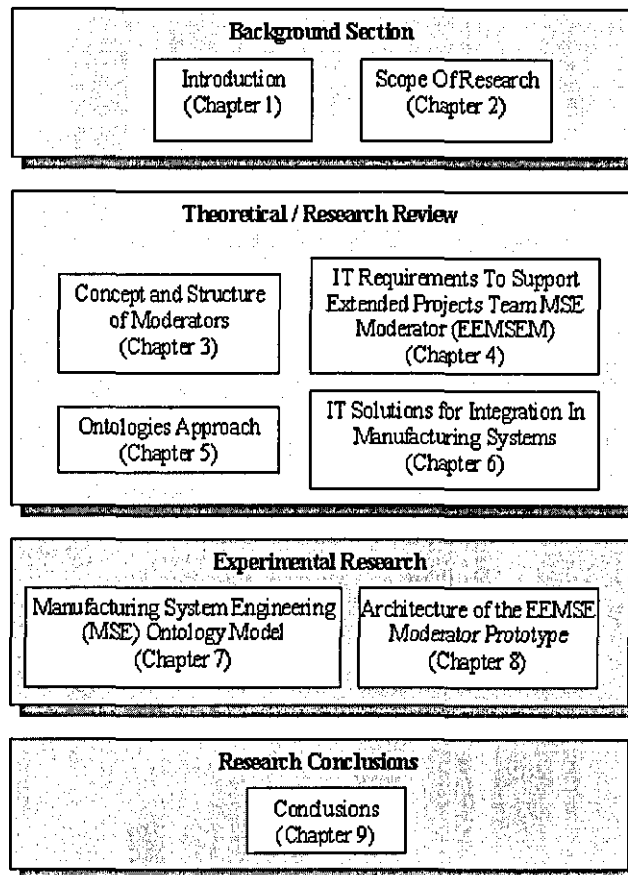 Background Section
Introduction
(Chapter 1)
Scope Of Research
(Chapter 2)
Theoretical / Research Review
Concept and Structure
of Moderators
(Chapter 3)
IT Requirements To Support
Extended Projects Team MSE
Moderator (EEMSEM)
(Chapter 4)
Ontologies Approach
(Chapter 5)
IT Solutions for Integration In
Manufacturing Systems
(Chapter 6)
Experimental Research
Manufacturing System Engineering
(MSE) Ontology Model
(Chapter 7)
Architecture of the EEMSE
Moderator Prototype
(Chapter 8)
Research Conclusions
Conclusions
(Chapter 9)